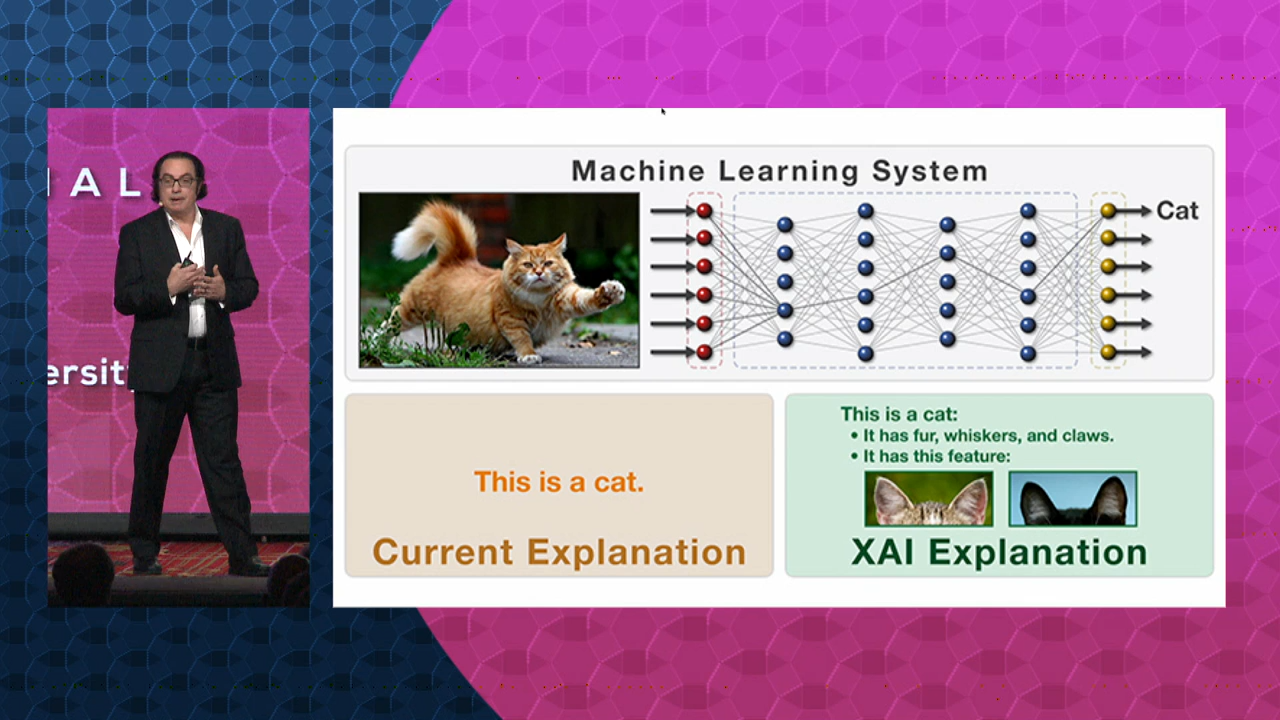 IAL
ersit
Machine Learning System
Cat
This is a cat.
Current Explanation
This is a cat:
• It has fur, whiskers, and claws.
• It has this feature:
XAI Explanation